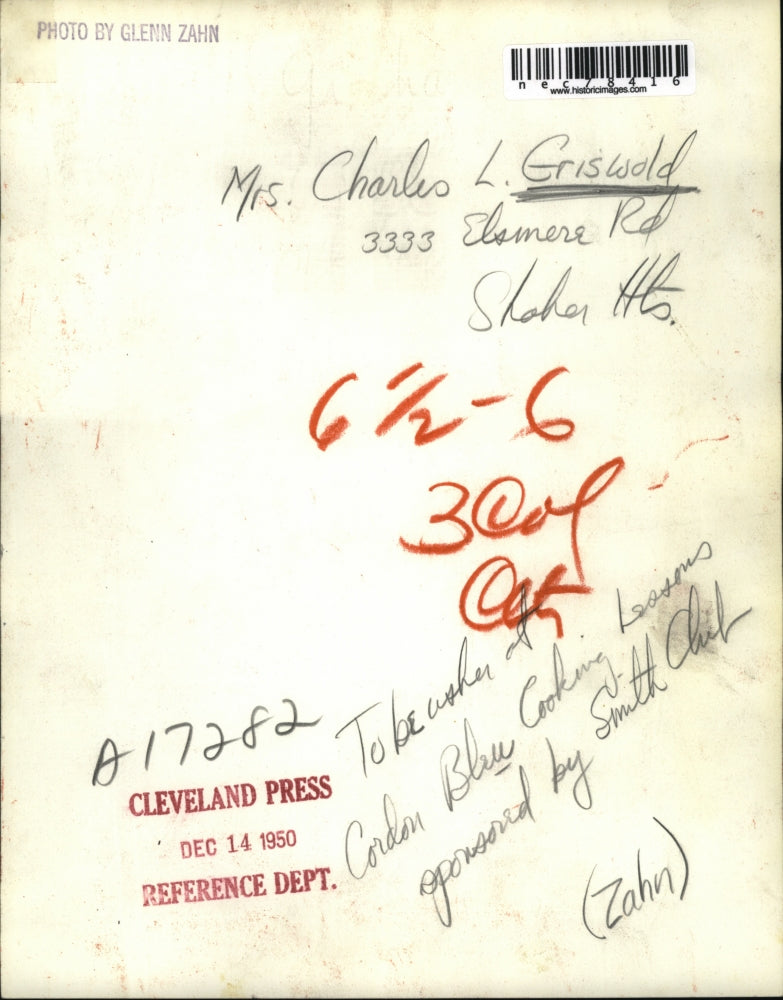 PHOTO BY GLENN ZAHN
nec78416
www.historicimages.com
Mrs. Charles L. Griswold
3333 Elsmere Rd
Shaker Hts.
6 1/2 - 6
3 Col
A17282
To be usher at
Cordon Bleu Cooking Lessons
sponsored by Smith Club
(Zahn)
CLEVELAND PRESS
DEC 14 1950
REFERENCE DEPT.